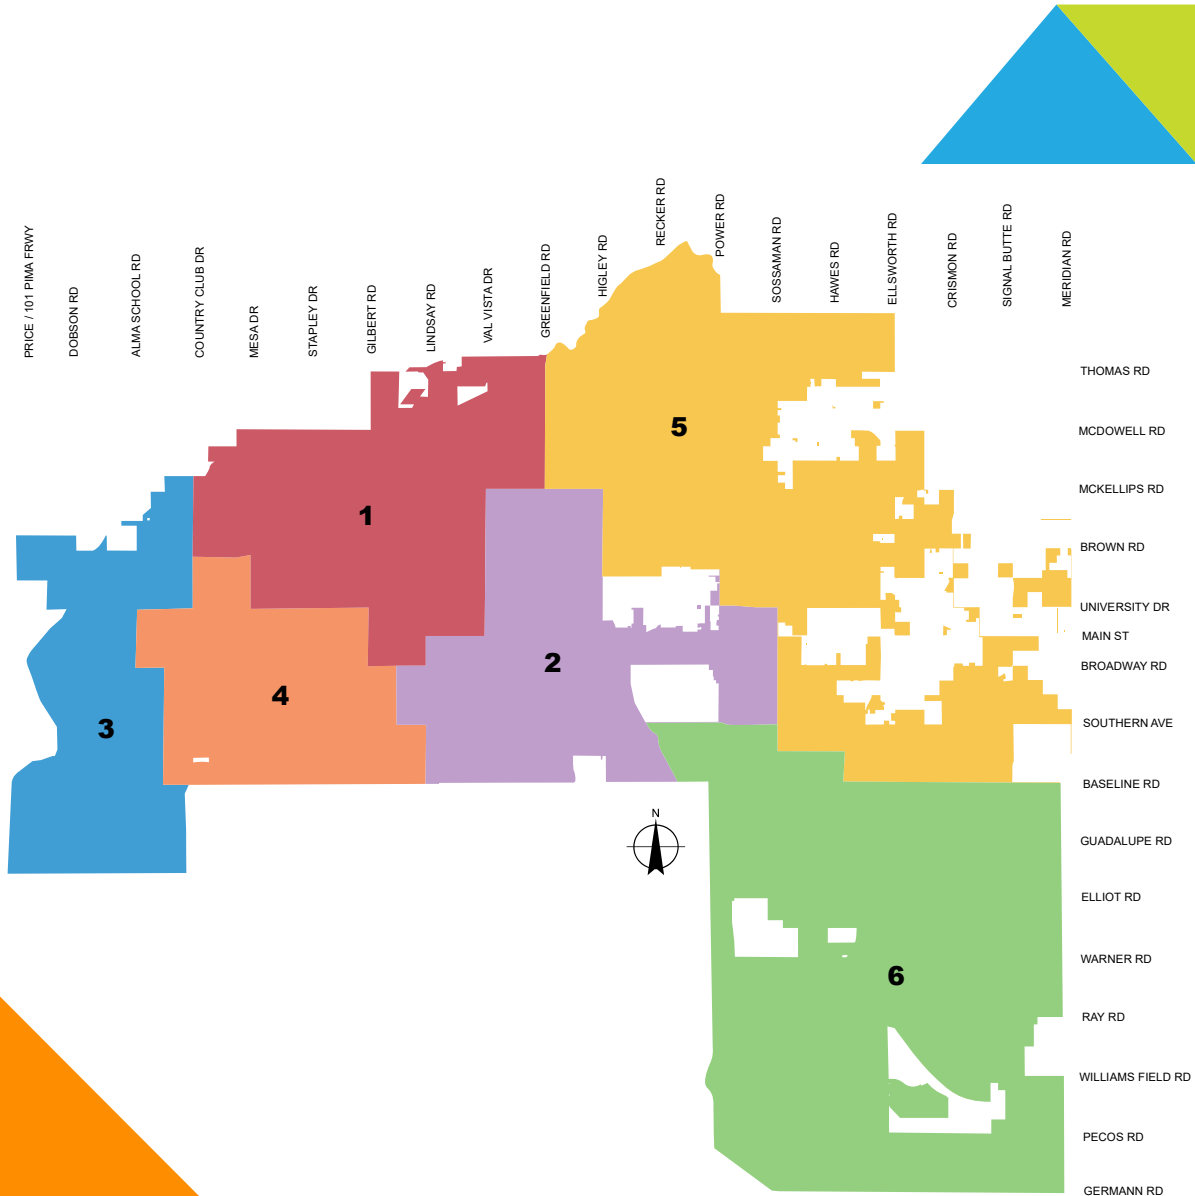 PRICE / 101 PIMA FRWY
DOBSON RD
ALMA SCHOOL RD
COUNTRY CLUB DR
MESA DR
STAPLEY DR
GILBERT RD
LINDSAY RD
VAL VISTA DR
GREENFIELD RD
HIGLEY RD
RECKER RD
POWER RD
SOSSAMAN RD
HAWES RD
ELLSWORTH RD
CRISMON RD
SIGNAL BUTTE RD
MERIDIAN RD
THOMAS RD
MCDOWELL RD
MCKELLIPS RD
BROWN RD
UNIVERSITY DR
MAIN ST
BROADWAY RD
SOUTHERN AVE
BASELINE RD
GUADALUPE RD
ELLIOT RD
WARNER RD
RAY RD
WILLIAMS FIELD RD
PECOS RD
GERMANN RD
5
1
2
4
3
N
6